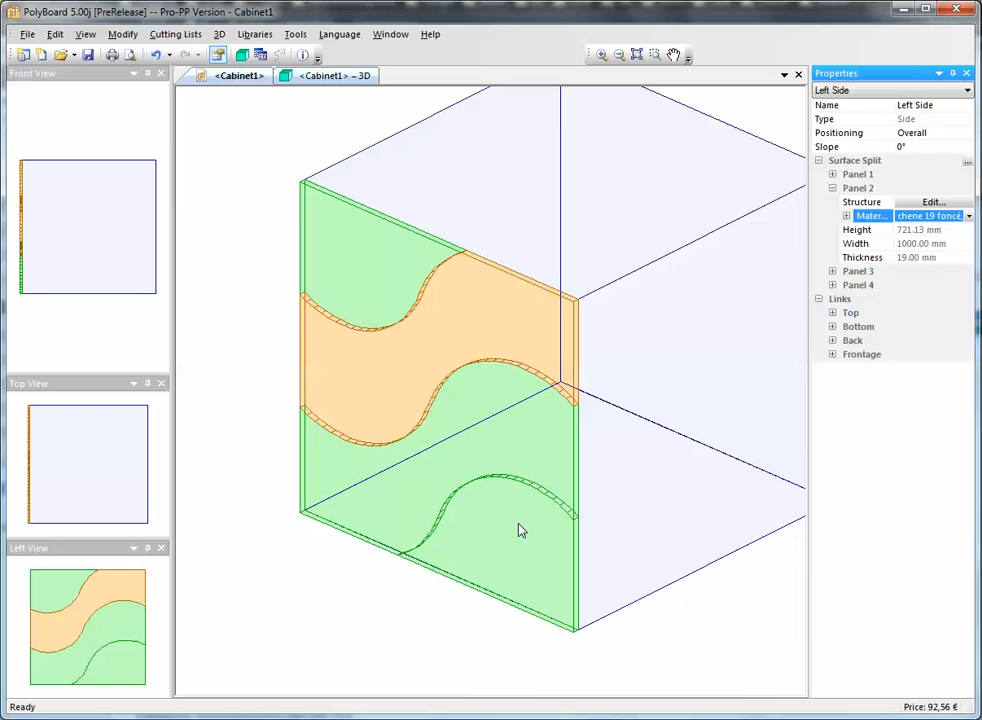 PolyBoard 5.00j [PreRelease] -- Pro-PP Version - Cabinet1
File Edit View Modify Cutting Lists 3D Libraries Tools Language Window Help
Front View
<Cabinet1>
<Cabinet1> – 3D
Top View
Left View
Properties
Left Side
Name Left Side
Type Side
Positioning Overall
Slope 0°
Surface Split ...
Panel 1
Panel 2
Structure Edit...
Mater... chene 19 foncé,
Height 721.13 mm
Width 1000.00 mm
Thickness 19.00 mm
Panel 3
Panel 4
Links
Top
Bottom
Back
Frontage
Ready
Price: 92,56 €